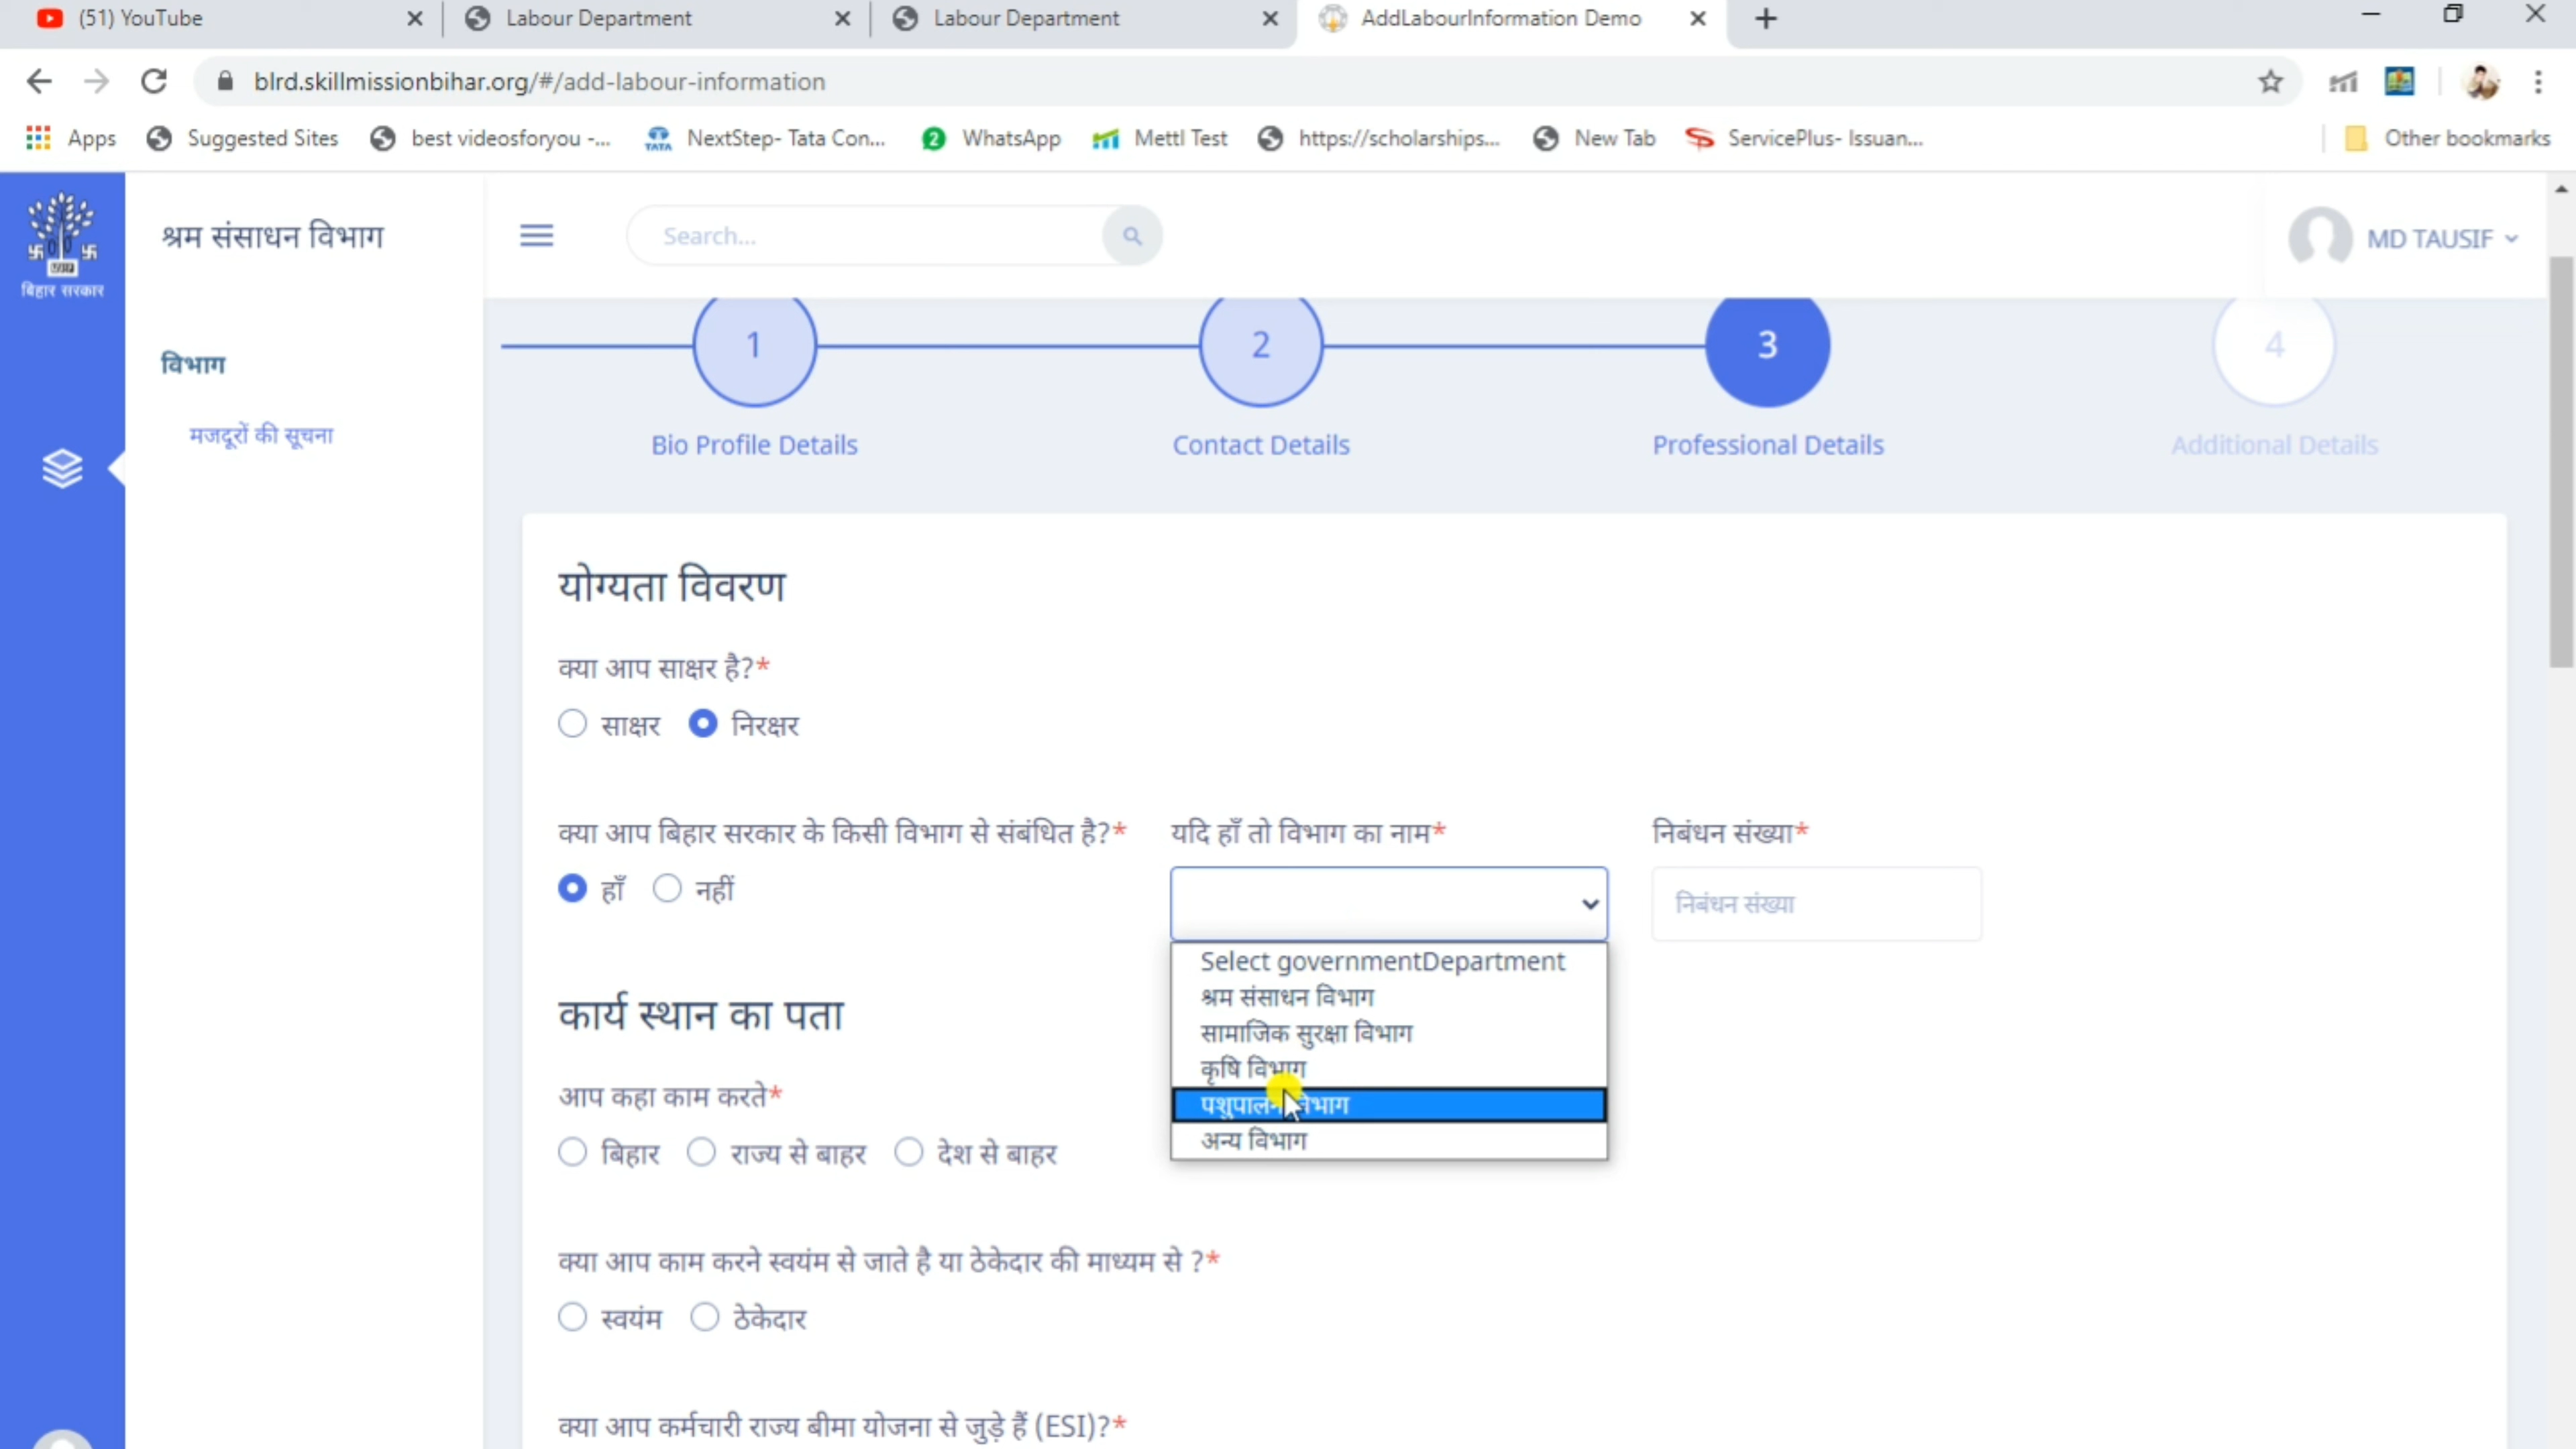 (51) YouTube
Labour Department
Labour Department
AddLabourInformation Demo
blrd.skillmissionbihar.org/#/add-labour-information
Apps
Suggested Sites
best videosforyou -...
TATA
NextStep- Tata Con...
2
WhatsApp
Mettl Test
https://scholarships...
New Tab
ServicePlus- Issuan...
Other bookmarks
बिहार सरकार
श्रम संसाधन विभाग
Search...
MD TAUSIF
विभाग
मजदूरों की सूचना
1
2
3
4
Bio Profile Details
Contact Details
Professional Details
Additional Details
योग्यता विवरण
क्या आप साक्षर है?*
साक्षर
निरक्षर
क्या आप बिहार सरकार के किसी विभाग से संबंधित है?*
यदि हाँ तो विभाग का नाम*
निबंधन संख्या*
हाँ
नहीं
निबंधन संख्या
Select governmentDepartment
श्रम संसाधन विभाग
सामाजिक सुरक्षा विभाग
कृषि विभाग
पशुपालन विभाग
अन्य विभाग
कार्य स्थान का पता
आप कहा काम करते*
बिहार
राज्य से बाहर
देश से बाहर
क्या आप काम करने स्वयंम से जाते है या ठेकेदार की माध्यम से ?*
स्वयंम
ठेकेदार
क्या आप कर्मचारी राज्य बीमा योजना से जुड़े हैं (ESI)?*